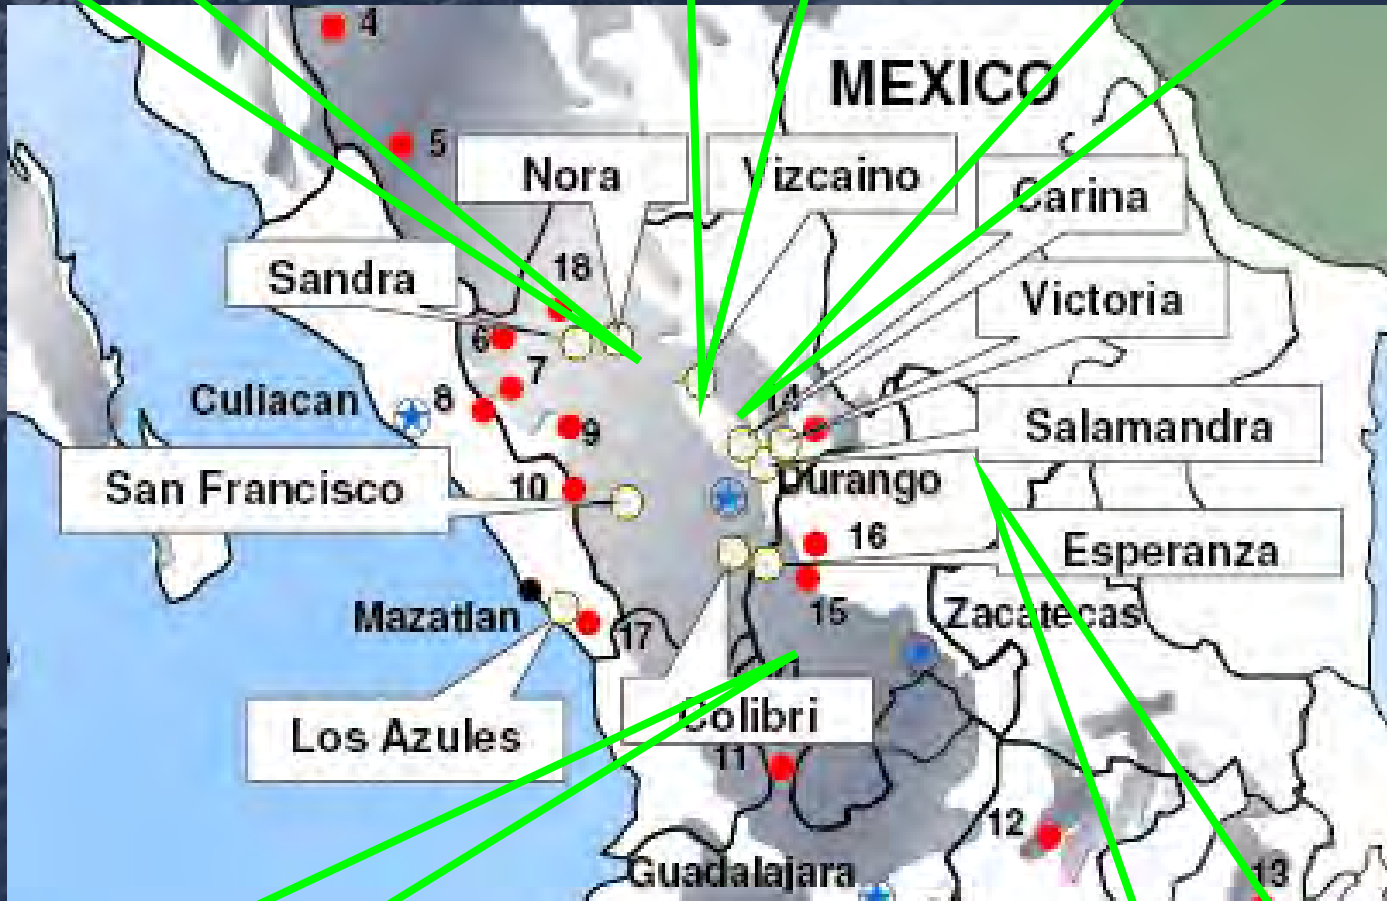 4
MEXICO
5
Nora
Vizcaino
Carina
Sandra
18
Victoria
6
7
Culiacan
8
14
9
Salamandra
San Francisco
10
Durango
16
Esperanza
Mazatlan
17
15
Zacatecas
Los Azules
Colibri
11
12
Guadalajara
13